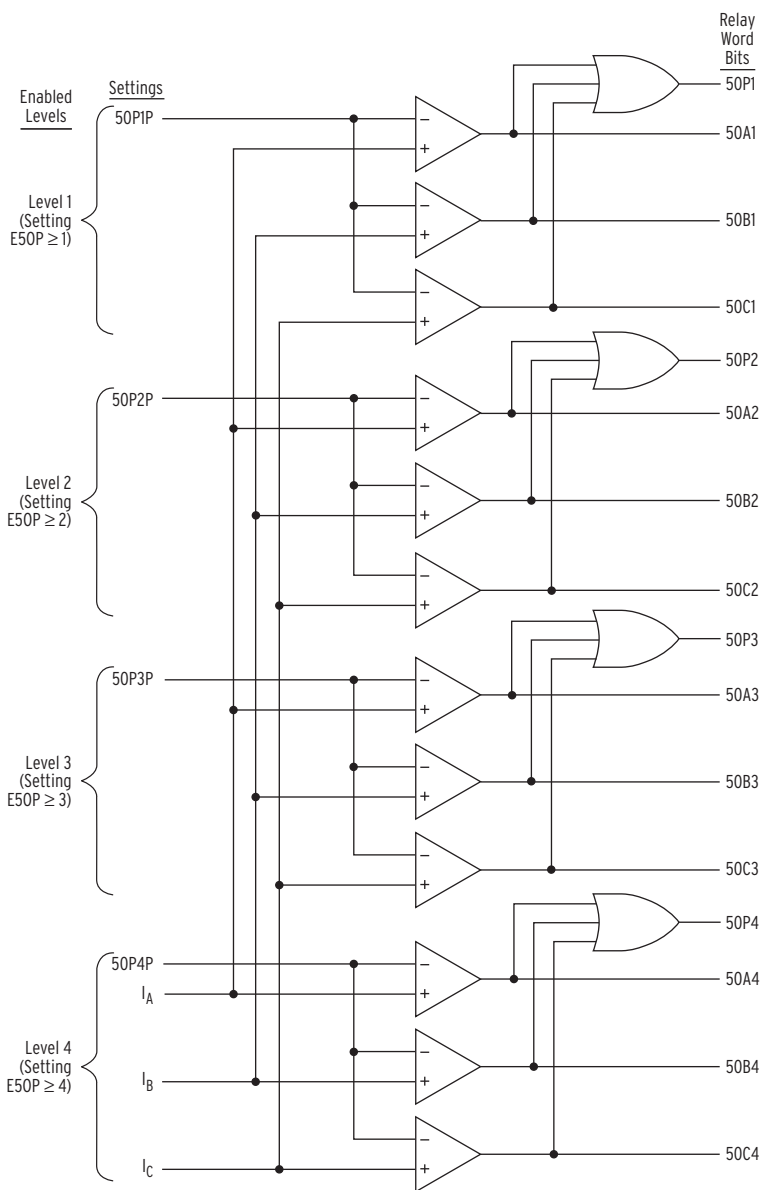 Relay
Word
Bits
Enabled
Levels
Settings
50P1P
Level 1
(Setting
E50P ≥ 1)
−
+
−
+
−
+
50P1
50A1
50B1
50C1
50P2P
Level 2
(Setting
E50P ≥ 2)
−
+
−
+
−
+
50P2
50A2
50B2
50C2
50P3P
Level 3
(Setting
E50P ≥ 3)
−
+
−
+
−
+
50P3
50A3
50B3
50C3
50P4P
I_A
Level 4
(Setting
E50P ≥ 4)
I_B
I_C
−
+
−
+
−
+
50P4
50A4
50B4
50C4